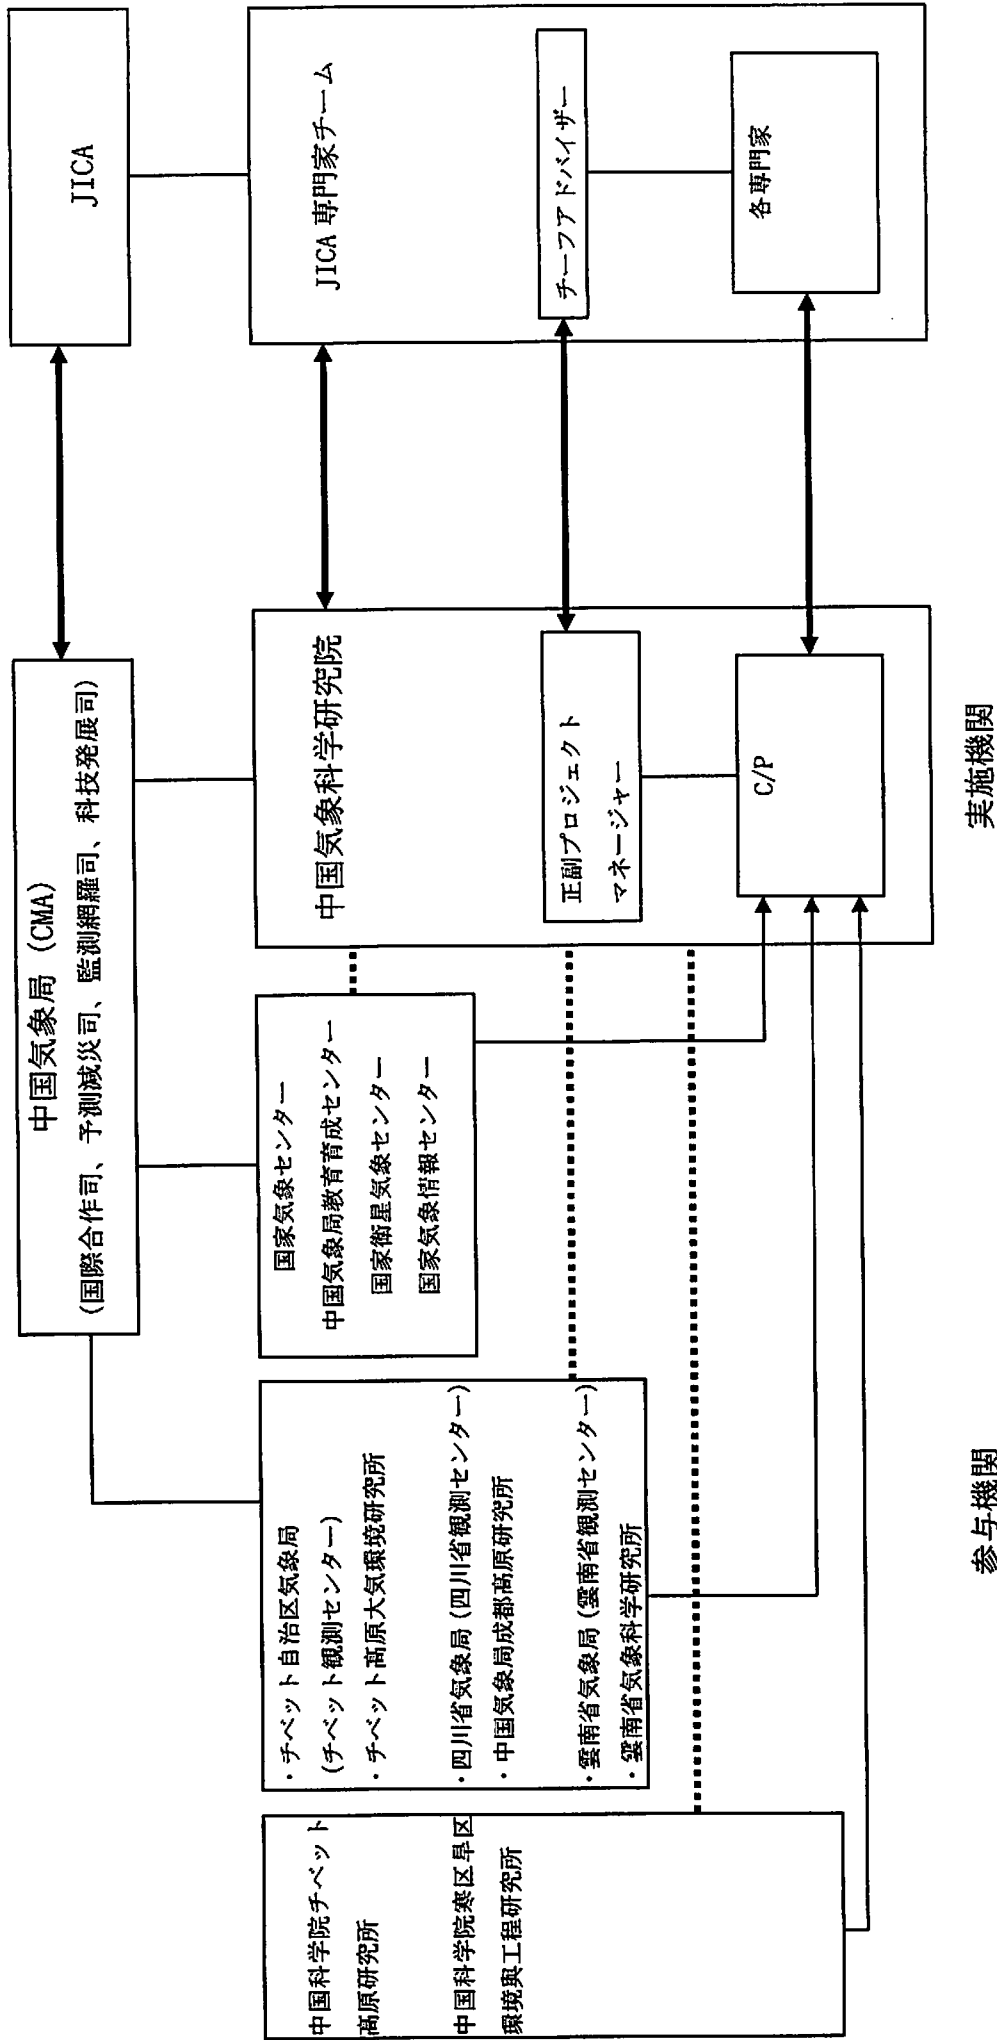 中国気象局 (CMA)
(国際合作司、予測減災司、監測網羅司、科技発展司)
JICA
中国科学院チベット
高原研究所
中国科学院寒区旱区
環境與工程研究所
・チベット自治区気象局
(チベット観測センター)
・チベット高原大気環境研究所
・四川省気象局 (四川省観測センター)
・中国気象局成都高原研究所
・雲南省気象局 (雲南省観測センター)
・雲南省気象科学研究所
国家気象センター
中国気象局教育育成センター
国家衛星気象センター
国家気象情報センター
中国気象科学研究院
正副プロジェクト
マネージャー
C/P
JICA 専門家チーム
チーフアドバイザー
各専門家
参与機関
実施機関